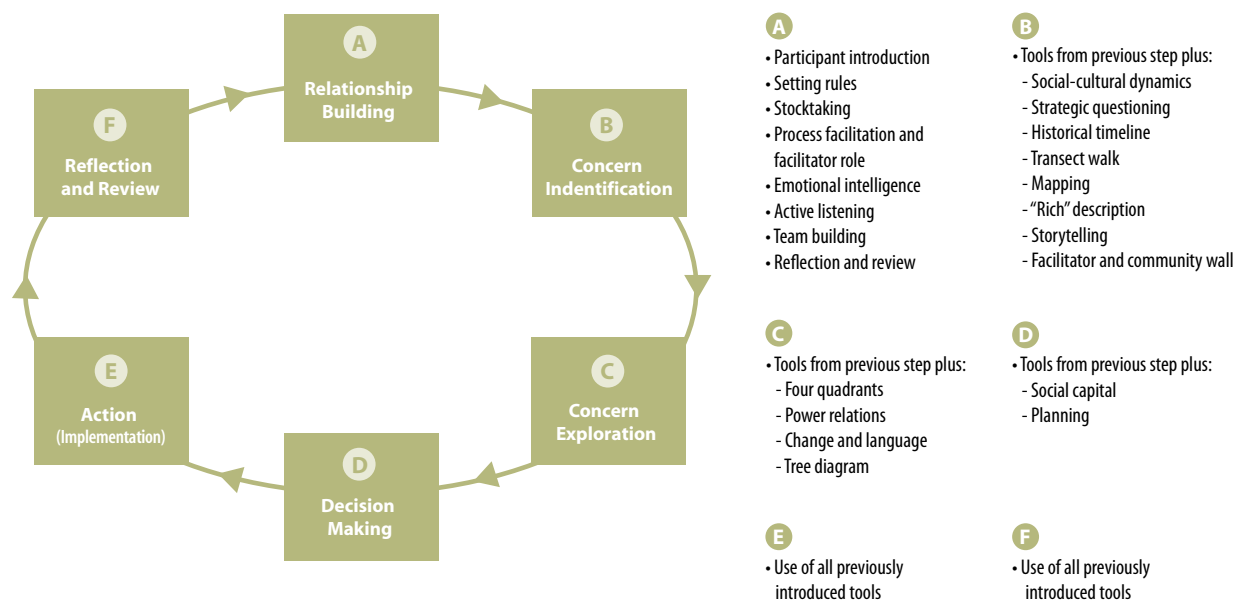 A
Relationship
Building
B
Concern
Indentification
C
Concern
Exploration
D
Decision
Making
E
Action
(Implementation)
F
Reflection
and Review
A
• Participant introduction
• Setting rules
• Stocktaking
• Process facilitation and
facilitator role
• Emotional intelligence
• Active listening
• Team building
• Reflection and review
B
• Tools from previous step plus:
- Social-cultural dynamics
- Strategic questioning
- Historical timeline
- Transect walk
- Mapping
- “Rich” description
- Storytelling
- Facilitator and community wall
C
• Tools from previous step plus:
- Four quadrants
- Power relations
- Change and language
- Tree diagram
D
• Tools from previous step plus:
- Social capital
- Planning
E
• Use of all previously
introduced tools
F
• Use of all previously
introduced tools